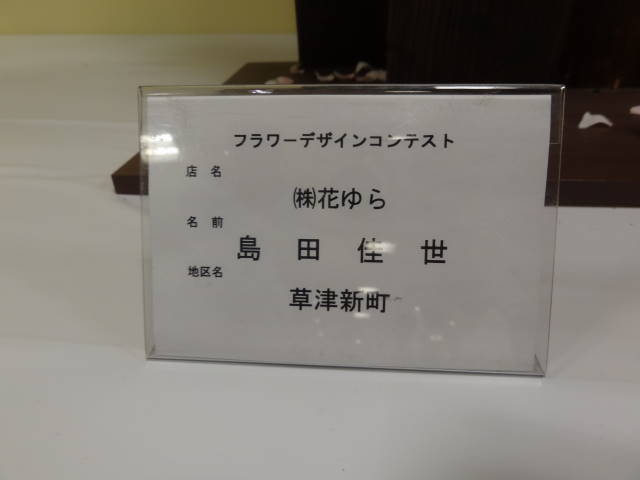 フラワーデザインコンテスト
店名
㈱花ゆら
名前
島田佳世
地区名
草津新町